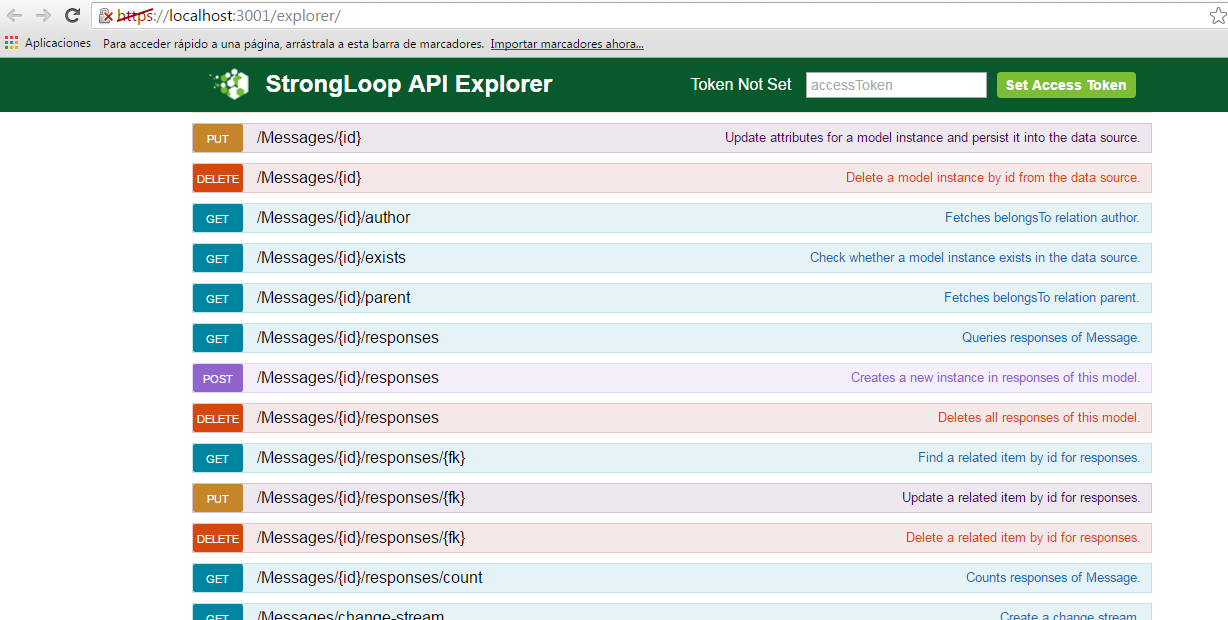 https://localhost:3001/explorer/
Aplicaciones Para acceder rápido a una página, arrástrala a esta barra de marcadores. Importar marcadores ahora...
StrongLoop API Explorer Token Not Set accessToken Set Access Token
PUT /Messages/{id} Update attributes for a model instance and persist it into the data source.
DELETE /Messages/{id} Delete a model instance by id from the data source.
GET /Messages/{id}/author Fetches belongsTo relation author.
GET /Messages/{id}/exists Check whether a model instance exists in the data source.
GET /Messages/{id}/parent Fetches belongsTo relation parent.
GET /Messages/{id}/responses Queries responses of Message.
POST /Messages/{id}/responses Creates a new instance in responses of this model.
DELETE /Messages/{id}/responses Deletes all responses of this model.
GET /Messages/{id}/responses/{fk} Find a related item by id for responses.
PUT /Messages/{id}/responses/{fk} Update a related item by id for responses.
DELETE /Messages/{id}/responses/{fk} Delete a related item by id for responses.
GET /Messages/{id}/responses/count Counts responses of Message.
GET /Messages/change-stream Create a change stream.